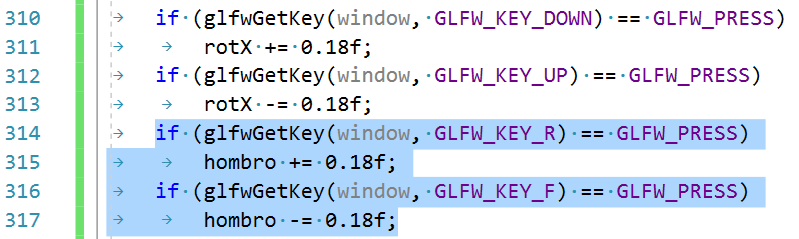 310 if (glfwGetKey(window, GLFW_KEY_DOWN) == GLFW_PRESS)
311 rotX += 0.18f;
312 if (glfwGetKey(window, GLFW_KEY_UP) == GLFW_PRESS)
313 rotX -= 0.18f;
314 if (glfwGetKey(window, GLFW_KEY_R) == GLFW_PRESS)
315 hombro += 0.18f;
316 if (glfwGetKey(window, GLFW_KEY_F) == GLFW_PRESS)
317 hombro -= 0.18f;